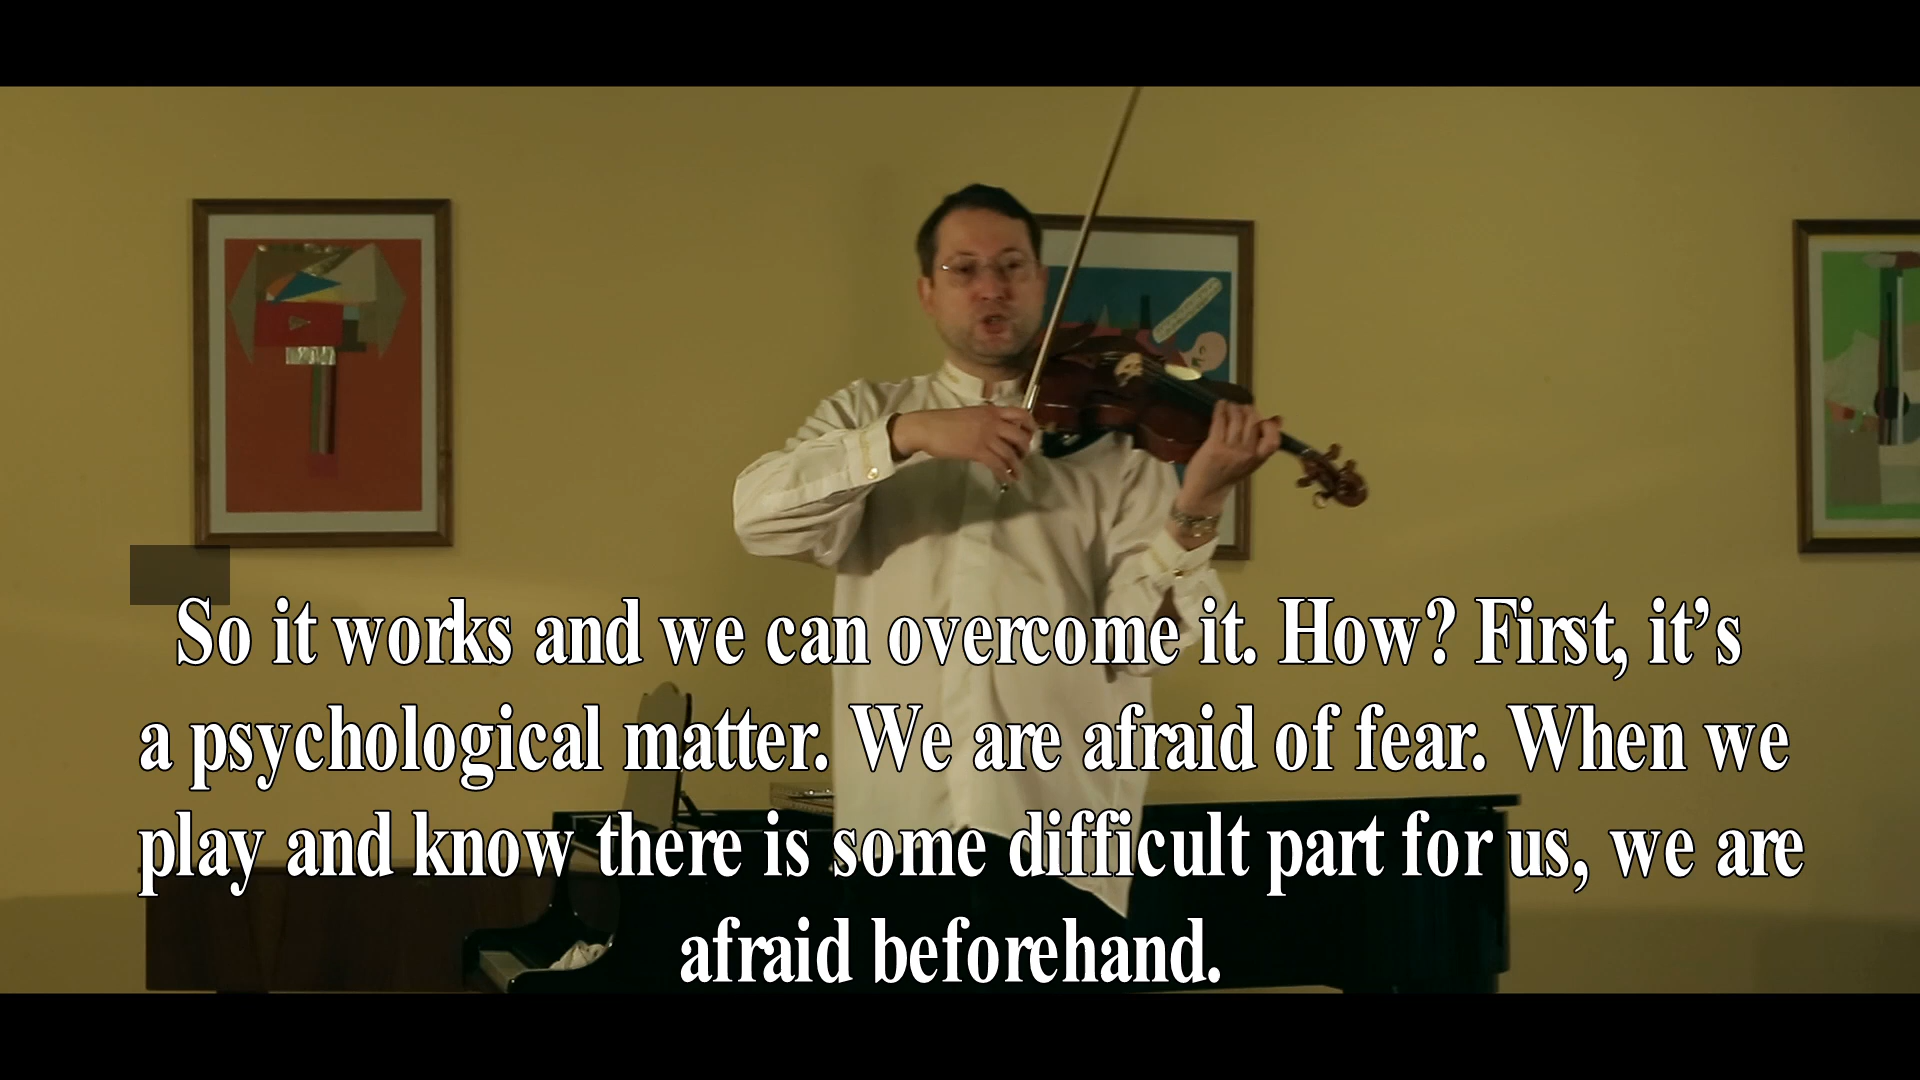 So it works and we can overcome it. How? First, it’s
a psychological matter. We are afraid of fear. When we
play and know there is some difficult part for us, we are
afraid beforehand.